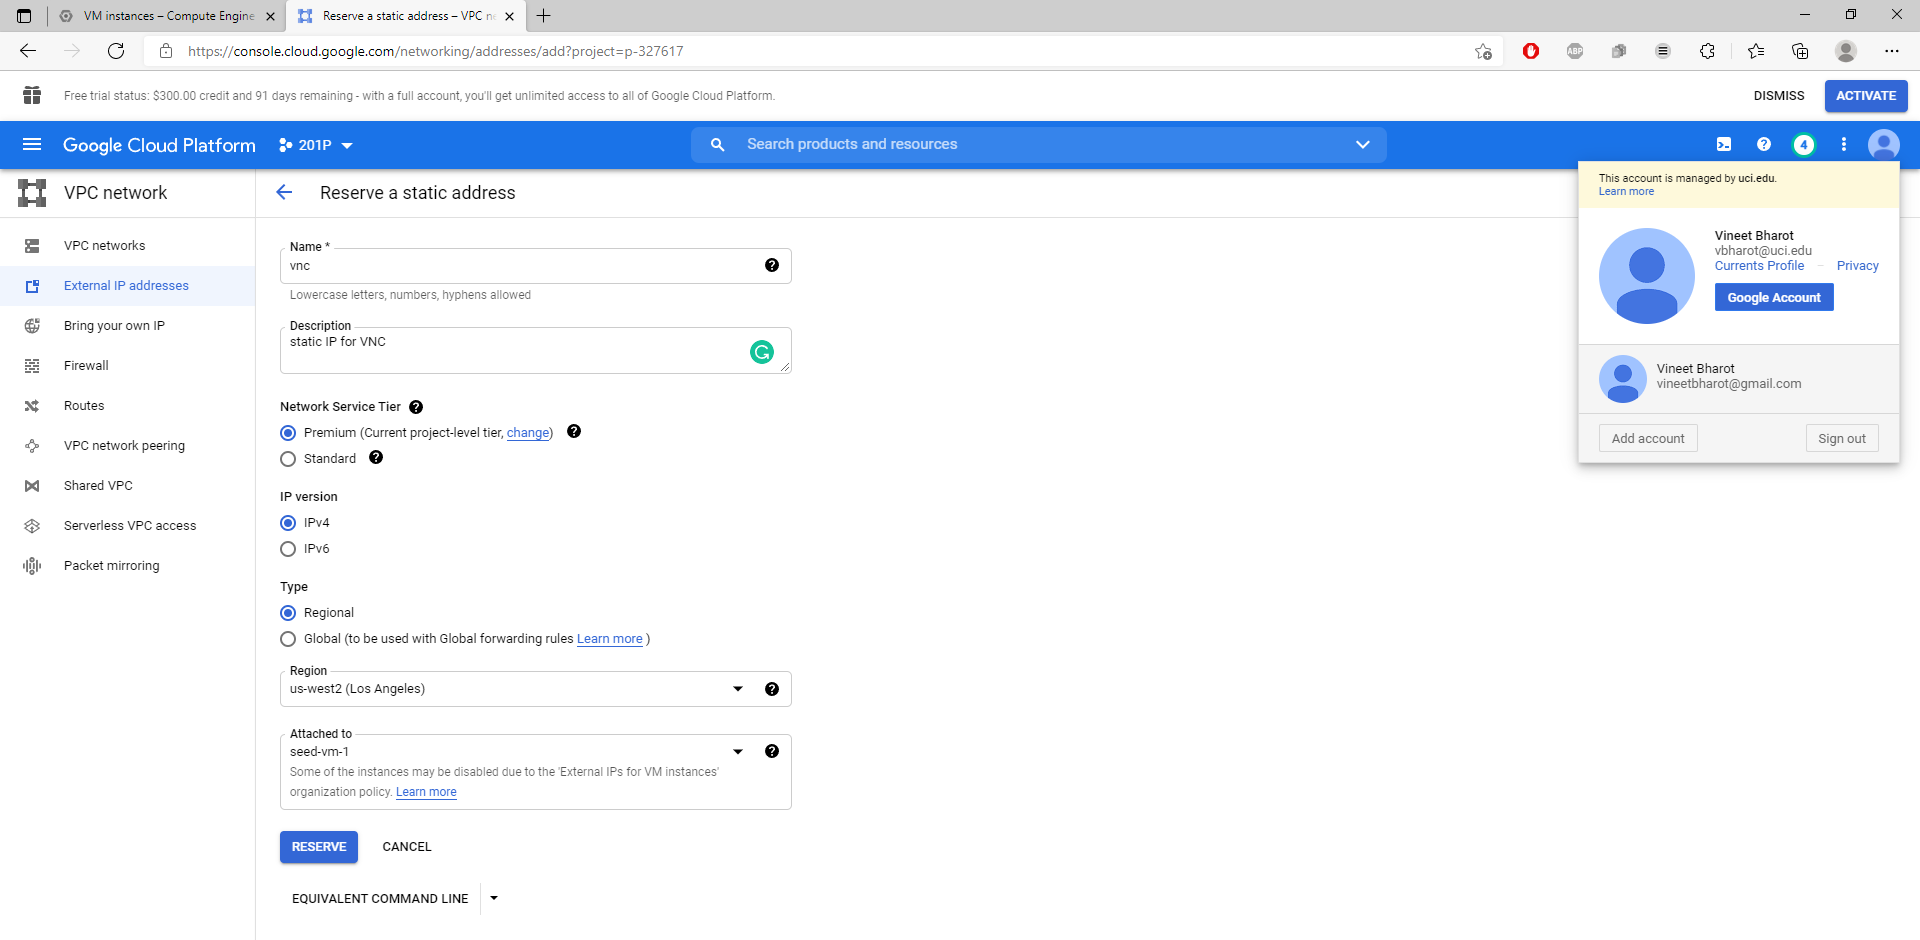 VM instances – Compute Engine
Reserve a static address – VPC ne
https://console.cloud.google.com/networking/addresses/add?project=p-327617
ABP
Free trial status: $300.00 credit and 91 days remaining - with a full account, you'll get unlimited access to all of Google Cloud Platform.
DISMISS
ACTIVATE
Google Cloud Platform
201P
Search products and resources
4
VPC network
Reserve a static address
VPC networks
External IP addresses
Bring your own IP
Firewall
Routes
VPC network peering
Shared VPC
Serverless VPC access
Packet mirroring
Name *
vnc
Lowercase letters, numbers, hyphens allowed
Description
static IP for VNC
Network Service Tier
Premium (Current project-level tier, change)
Standard
IP version
IPv4
IPv6
Type
Regional
Global (to be used with Global forwarding rules Learn more )
Region
us-west2 (Los Angeles)
Attached to
seed-vm-1
Some of the instances may be disabled due to the 'External IPs for VM instances'
organization policy. Learn more
RESERVE
CANCEL
EQUIVALENT COMMAND LINE
This account is managed by uci.edu.
Learn more
Vineet Bharot
vbharot@uci.edu
Currents Profile – Privacy
Google Account
Vineet Bharot
vineetbharot@gmail.com
Add account
Sign out